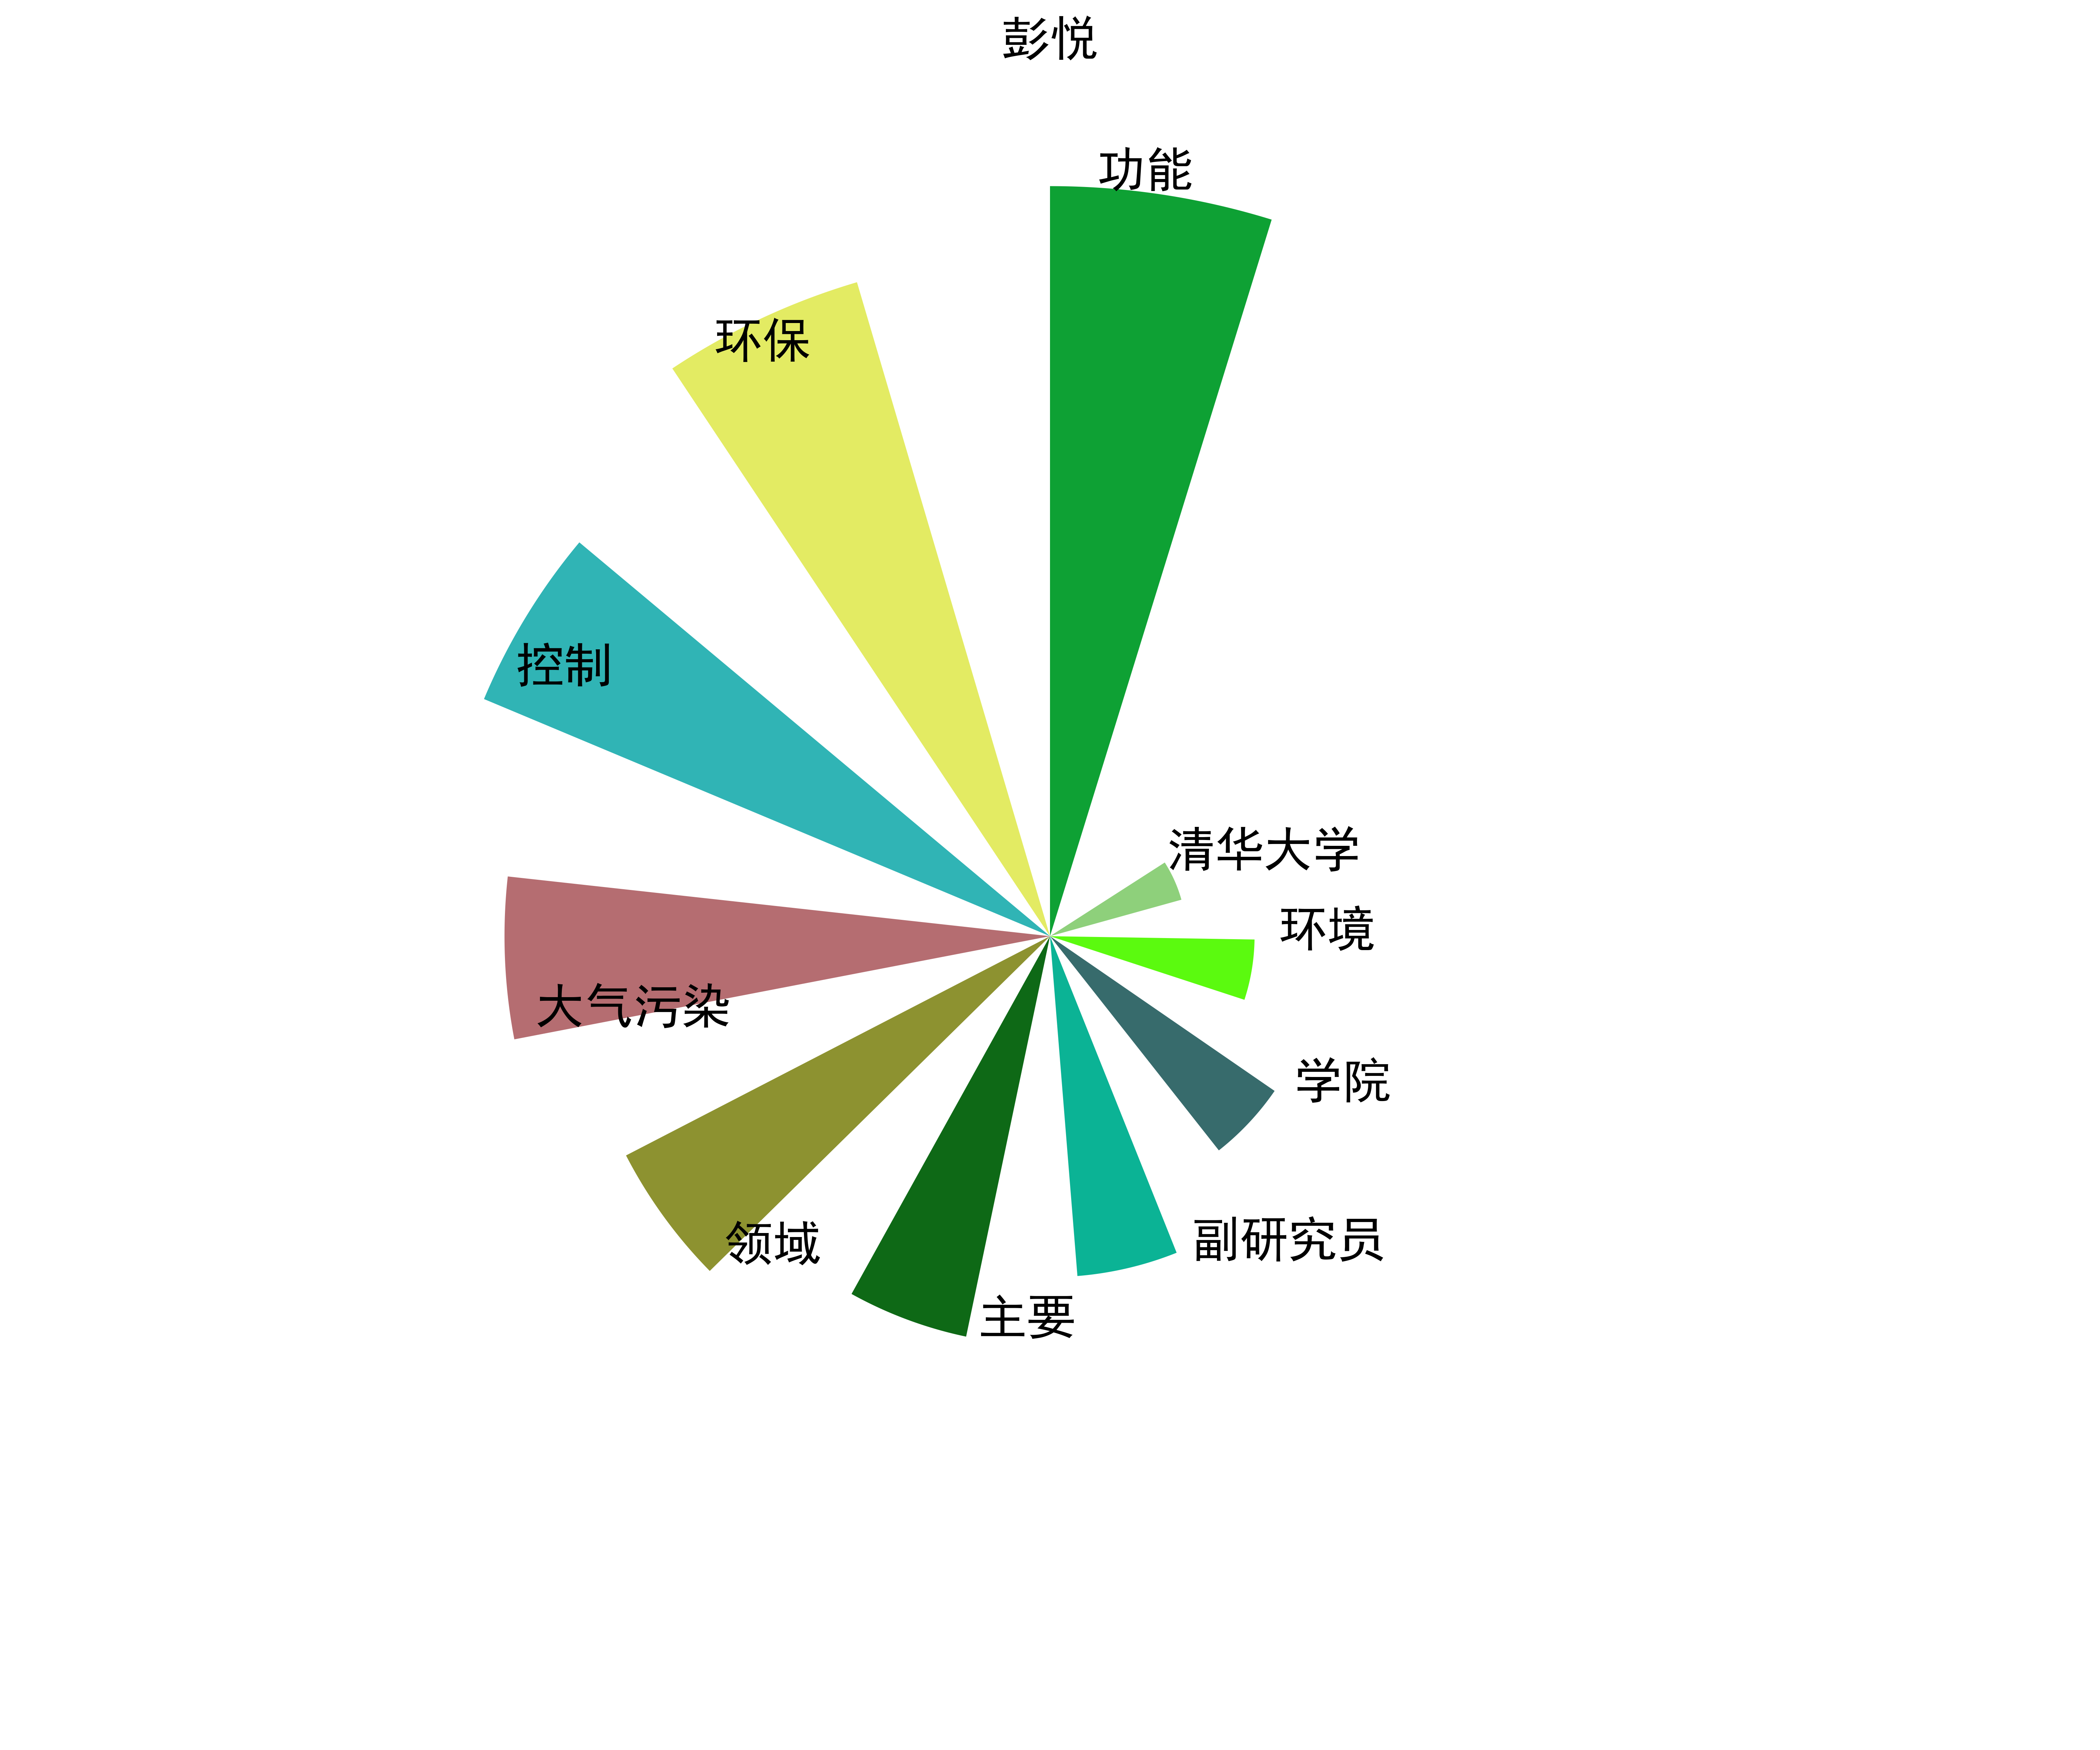 彭悦
功能
环保
控制
清华大学
环境
大气污染
学院
领域
副研究员
主要